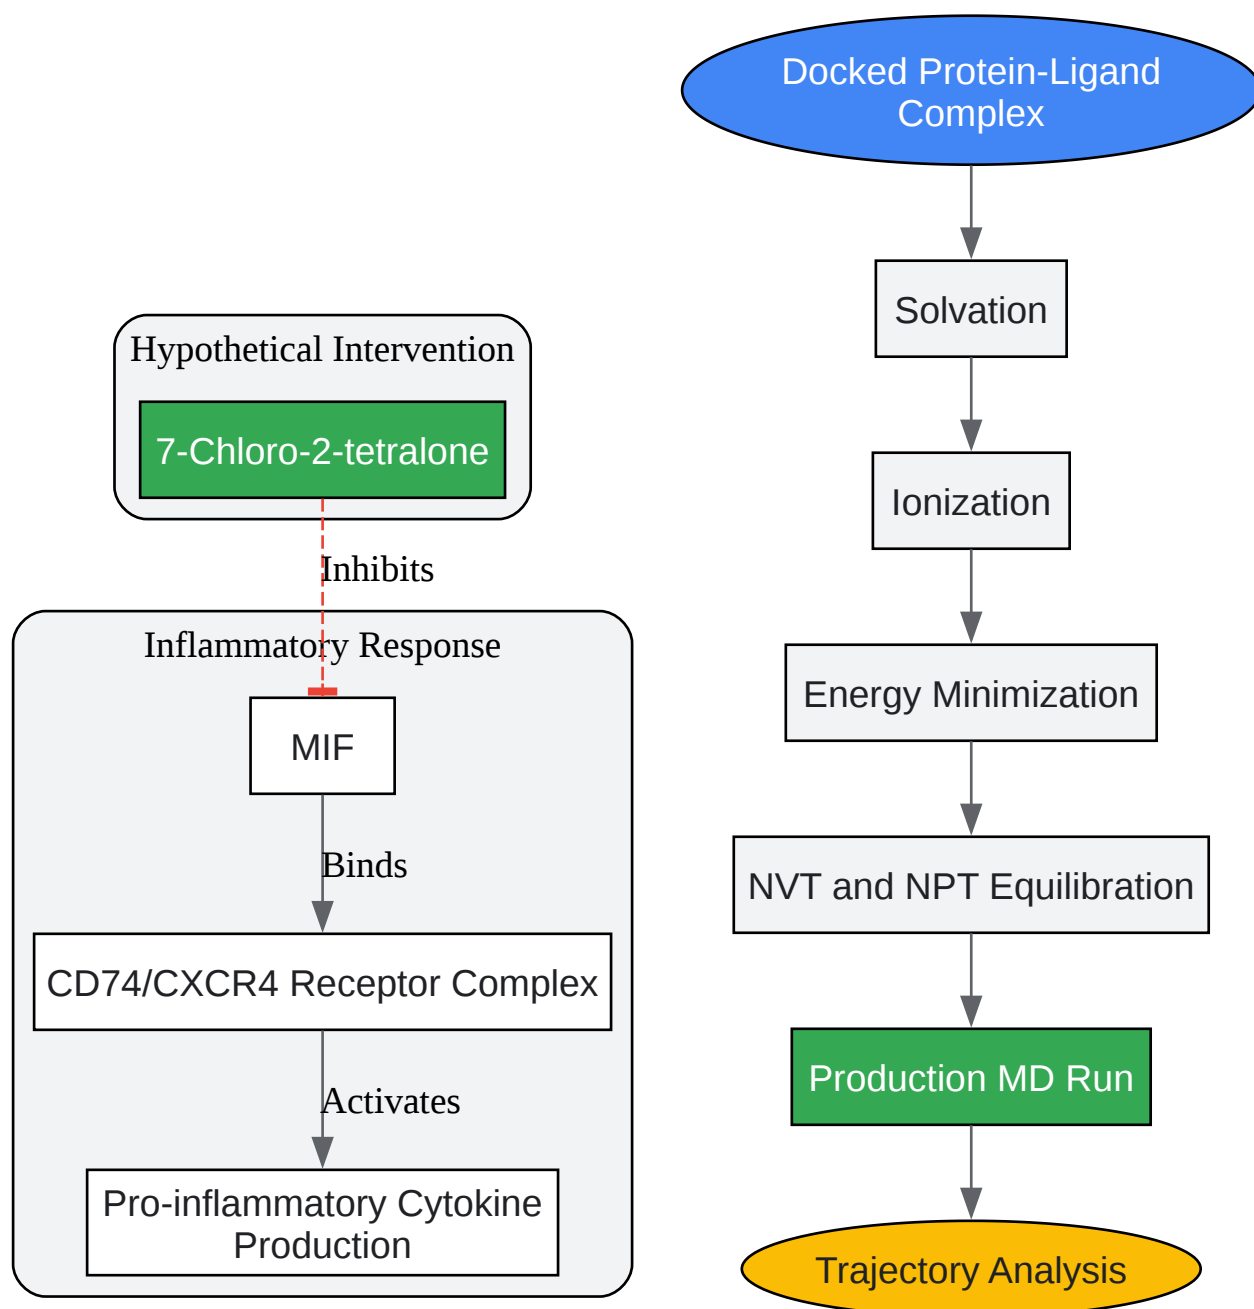 Hypothetical Intervention
7-Chloro-2-tetralone
Inhibits
Inflammatory Response
MIF
Binds
CD74/CXCR4 Receptor Complex
Activates
Pro-inflammatory Cytokine
Production
Docked Protein-Ligand
Complex
Solvation
Ionization
Energy Minimization
NVT and NPT Equilibration
Production MD Run
Trajectory Analysis